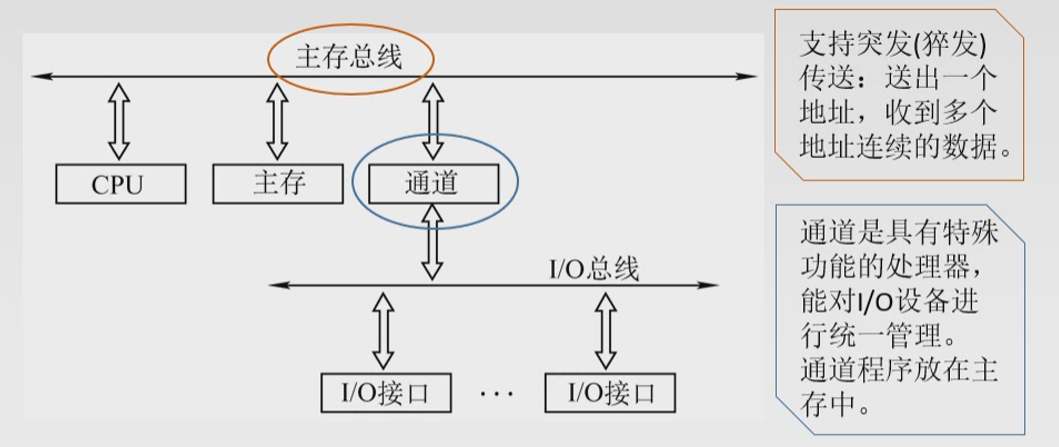 主存总线
CPU
主存
通道
I/O总线
I/O接口
···
I/O接口
支持突发(猝发)
传送：送出一个
地址，收到多个
地址连续的数据。
通道是具有特殊
功能的处理器，
能对I/O设备进
行统一管理。
通道程序放在主
存中。